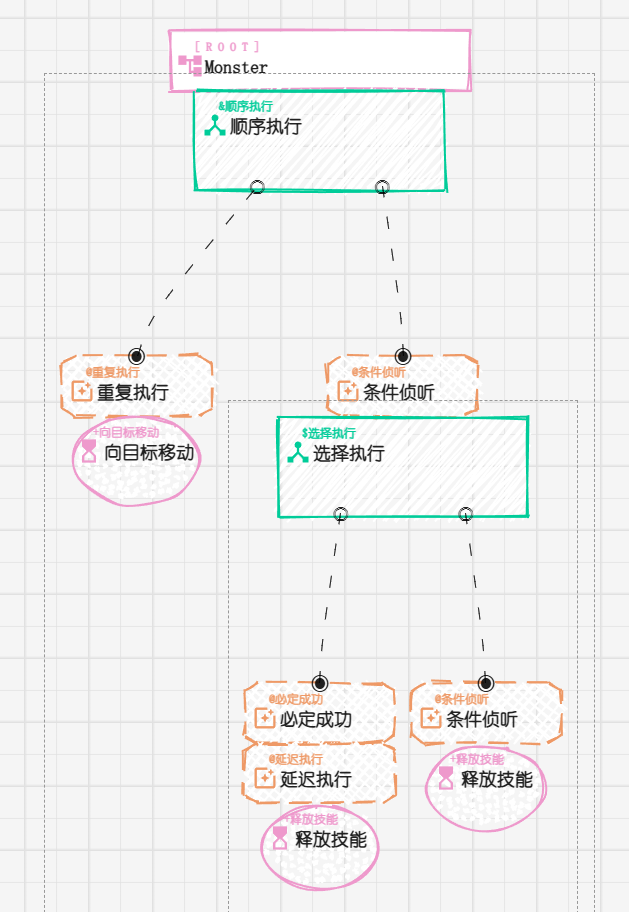 [ROOT]
Monster
&顺序执行
顺序执行
@重复执行
重复执行
+向目标移动
向目标移动
@条件侦听
条件侦听
$选择执行
选择执行
@必定成功
必定成功
@延迟执行
延迟执行
+释放技能
释放技能
@条件侦听
条件侦听
+释放技能
释放技能